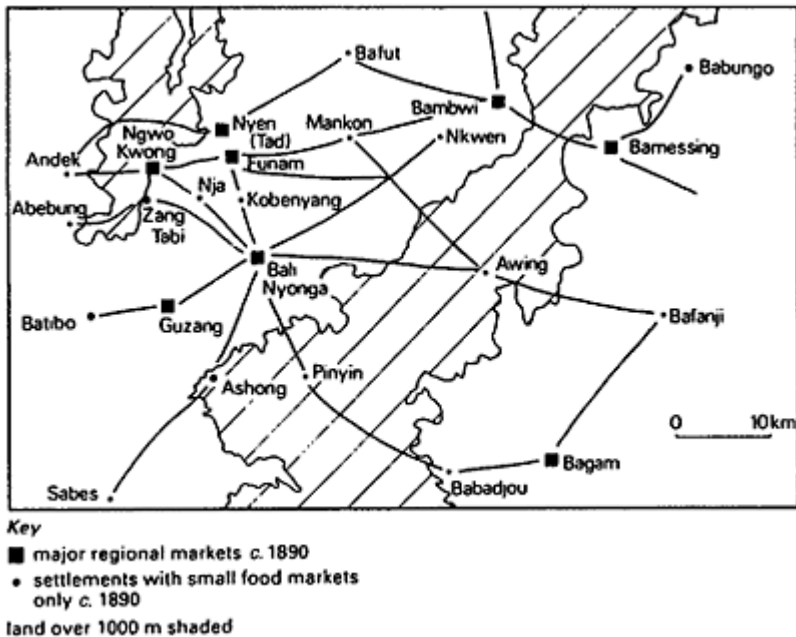 Bafut
Babungo
Bambwi
Ngwo
Nyen
(Tad)
Mankon
Nkwen
Bamessing
Andek
Kwong
Funam
Nja
Kobenyang
Abebung
Zang
Tabi
Bali
Nyonga
Awing
Batibo
Guzang
Bafanji
Ashong
Pinyin
0 10km
Sabes
Babadjou
Bagam
Key
major regional markets c. 1890
settlements with small food markets
only c. 1890
land over 1000 m shaded